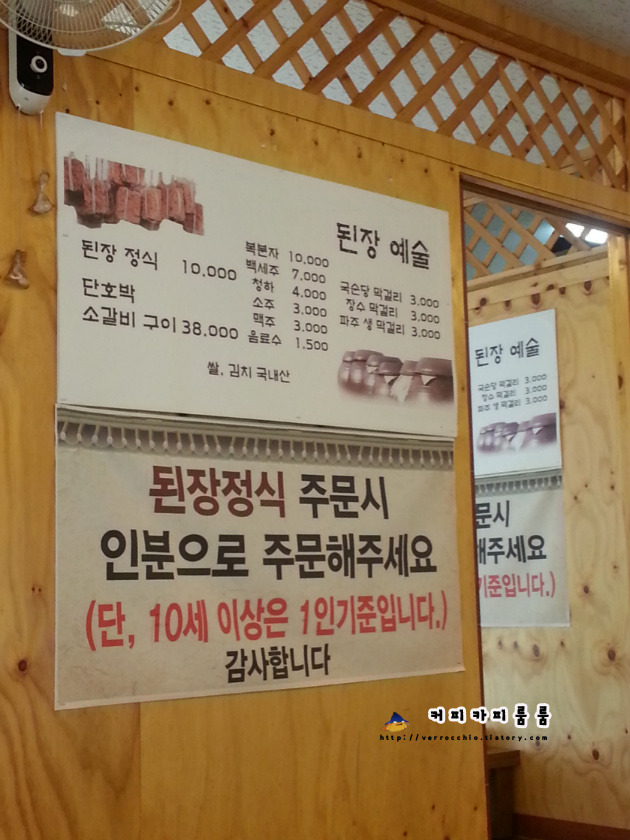 된장 예술
된장 정식 10,000
단호박
소갈비 구이 38.000
복분자 10,000
백세주 7,000
청하 4,000
소주 3,000
맥주 3,000
음료수 1.500
국순당 막걸리 3,000
장수 막걸리 3,000
파주 생 막걸리 3,000
쌀, 김치 국내산
된장정식 주문시
인분으로 주문해주세요
(단, 10세 이상은 1인기준입니다.)
감사합니다
된장 예술
국순당 막걸리 3,000
장수 막걸리 3,000
파주 생 막걸리 3,000
문시
해주세요
기준입니다.)
커피카피룸룸
http://verrocchio.tistory.com